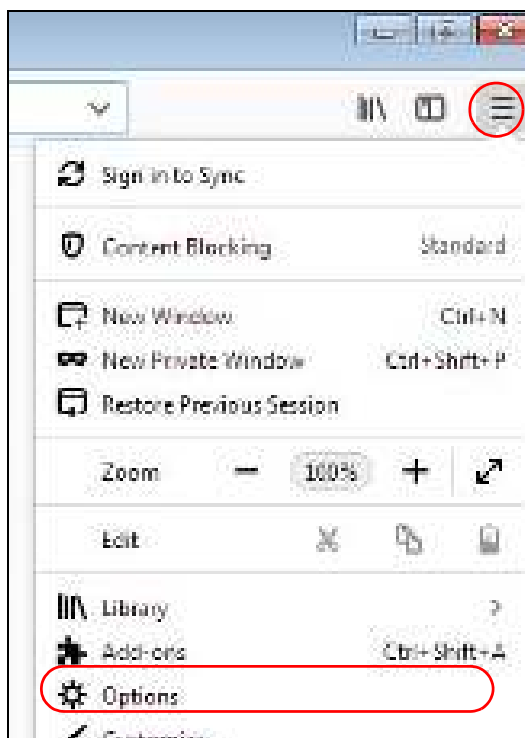 Sign in to Sync
Content Blocking Standard
New Window Ctrl+N
New Private Window Ctrl+Shift+P
Restore Previous Session
Zoom 100%
Edit
Library
Add-ons Ctrl+Shift+A
Options